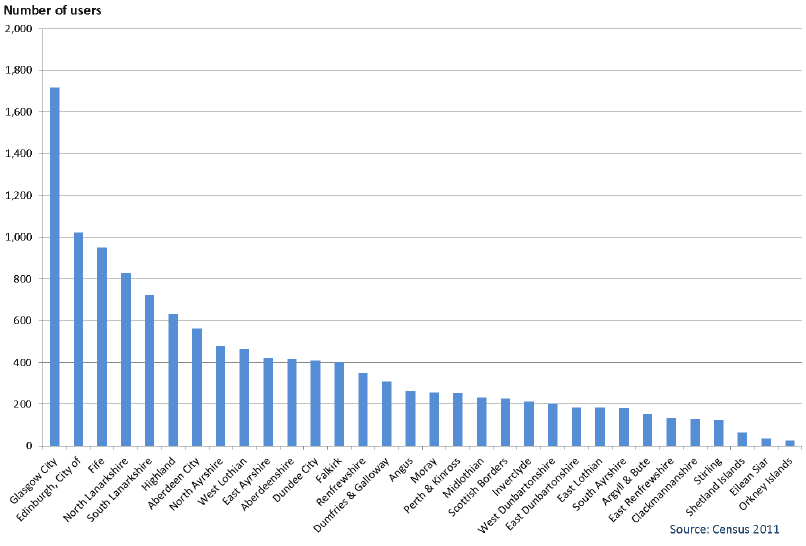 Number of users
2,000
1,800
1,600
1,400
1,200
1,000
800
600
400
200
0
Glasgow City
Edinburgh, City of
Fife
North Lanarkshire
South Lanarkshire
Highland
Aberdeen City
North Ayrshire
West Lothian
East Ayrshire
Aberdeenshire
Dundee City
Falkirk
Renfrewshire
Dumfries & Galloway
Angus
Moray
Perth & Kinross
Midlothian
Scottish Borders
Inverclyde
West Dunbartonshire
East Dunbartonshire
East Lothian
South Ayrshire
Argyll & Bute
East Renfrewshire
Clackmannanshire
Stirling
Shetland Islands
Eilean Siar
Orkney Islands
Source: Census 2011